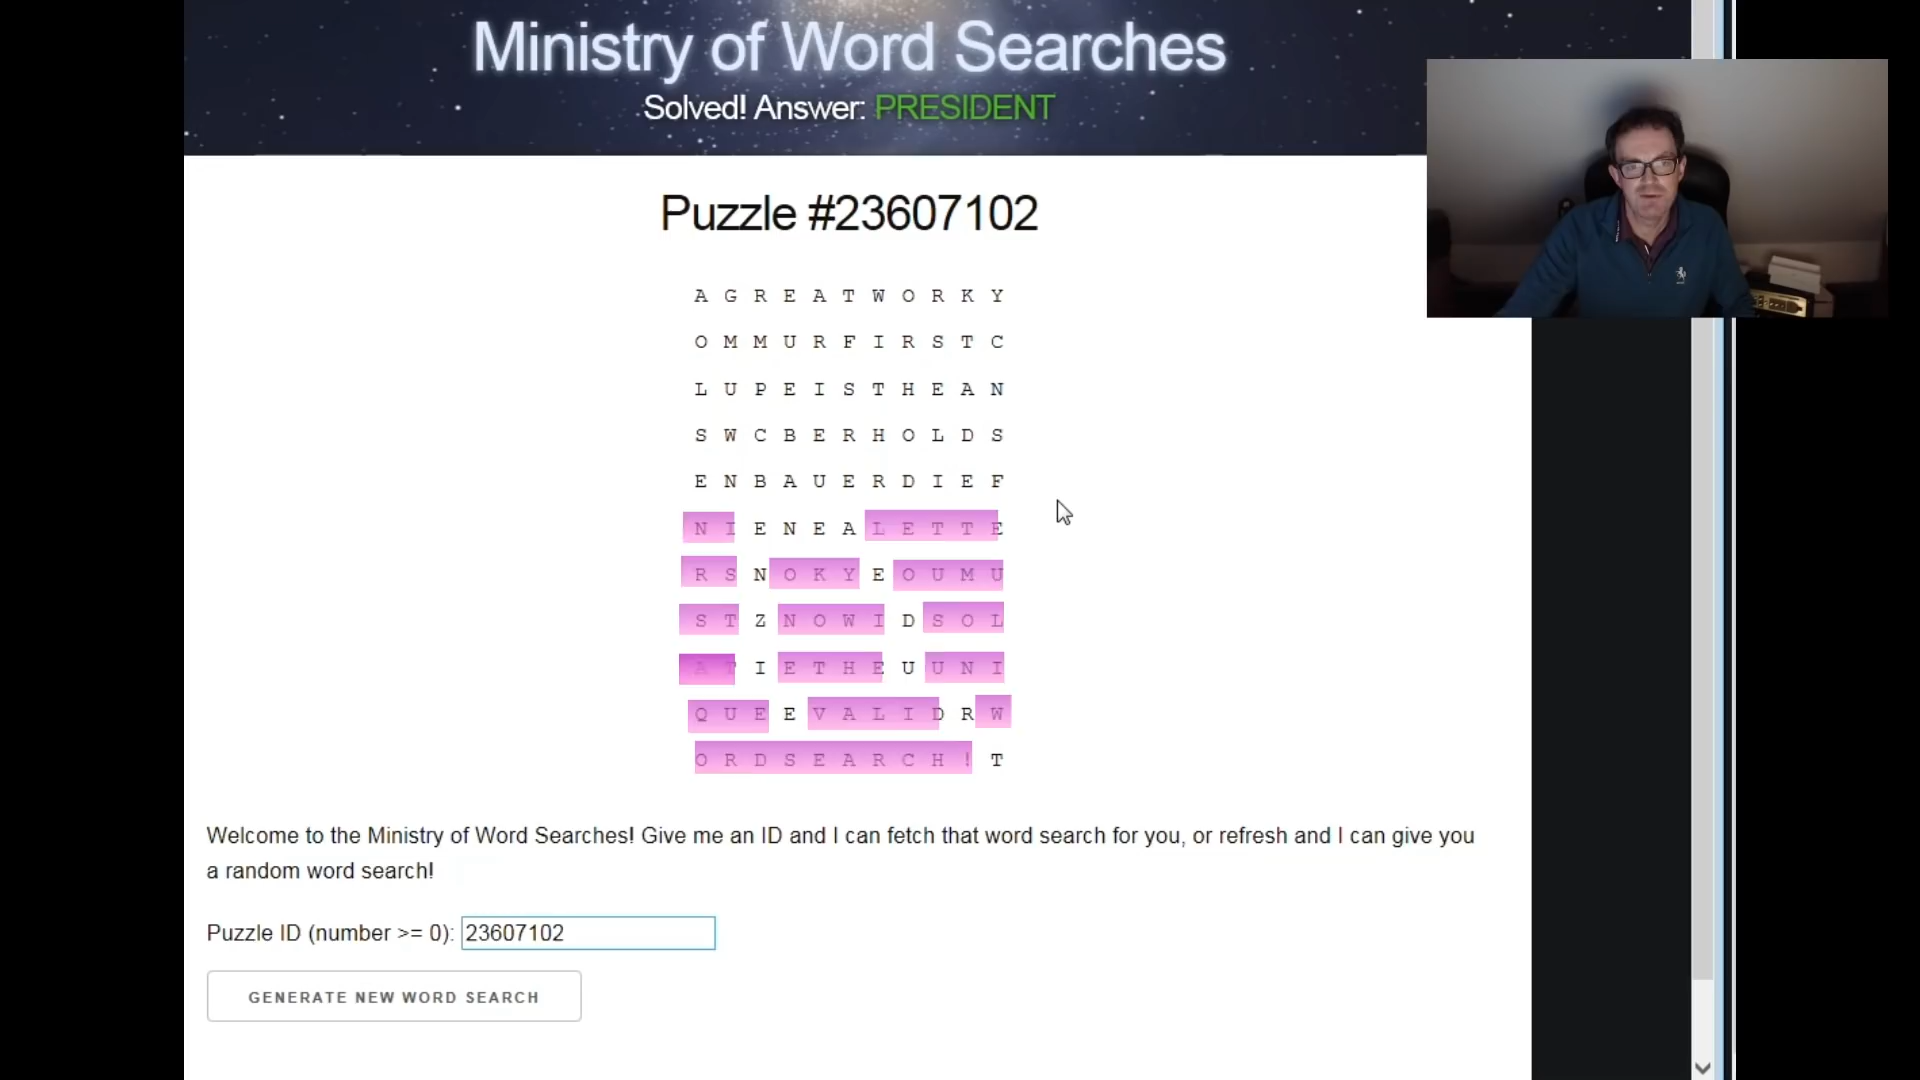 Ministry of Word Searches
Solved! Answer: PRESIDENT
Puzzle #23607102
A G R E A T W O R K Y
O M M U R F I R S T C
L U P E I S T H E A N
S W C B E R H O L D S
E N B A U E R D I E F
N I E N E A L E T T E
R S N O K Y E O U M U
S T Z N O W I D S O L
A T I E T H E U U N I
Q U E E V A L I D R W
O R D S E A R C H ! T
Welcome to the Ministry of Word Searches! Give me an ID and I can fetch that word search for you, or refresh and I can give you
a random word search!
Puzzle ID (number >= 0): 23607102
GENERATE NEW WORD SEARCH